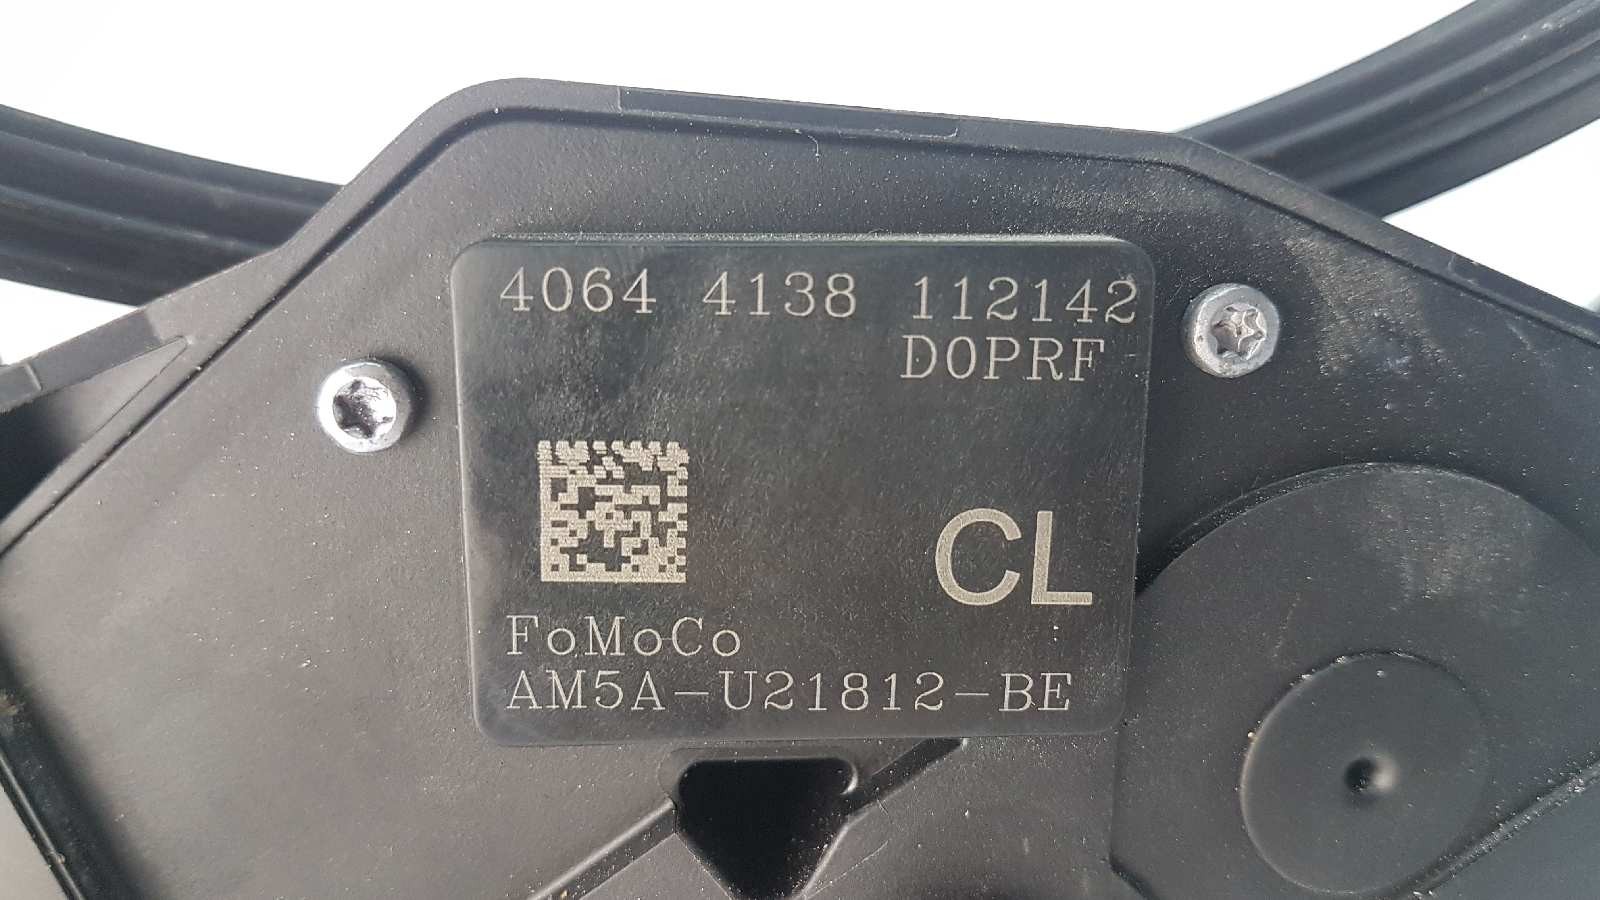 4064 4138 112142
D0PRF
CL
FoMoCo
AM5A-U21812-BE